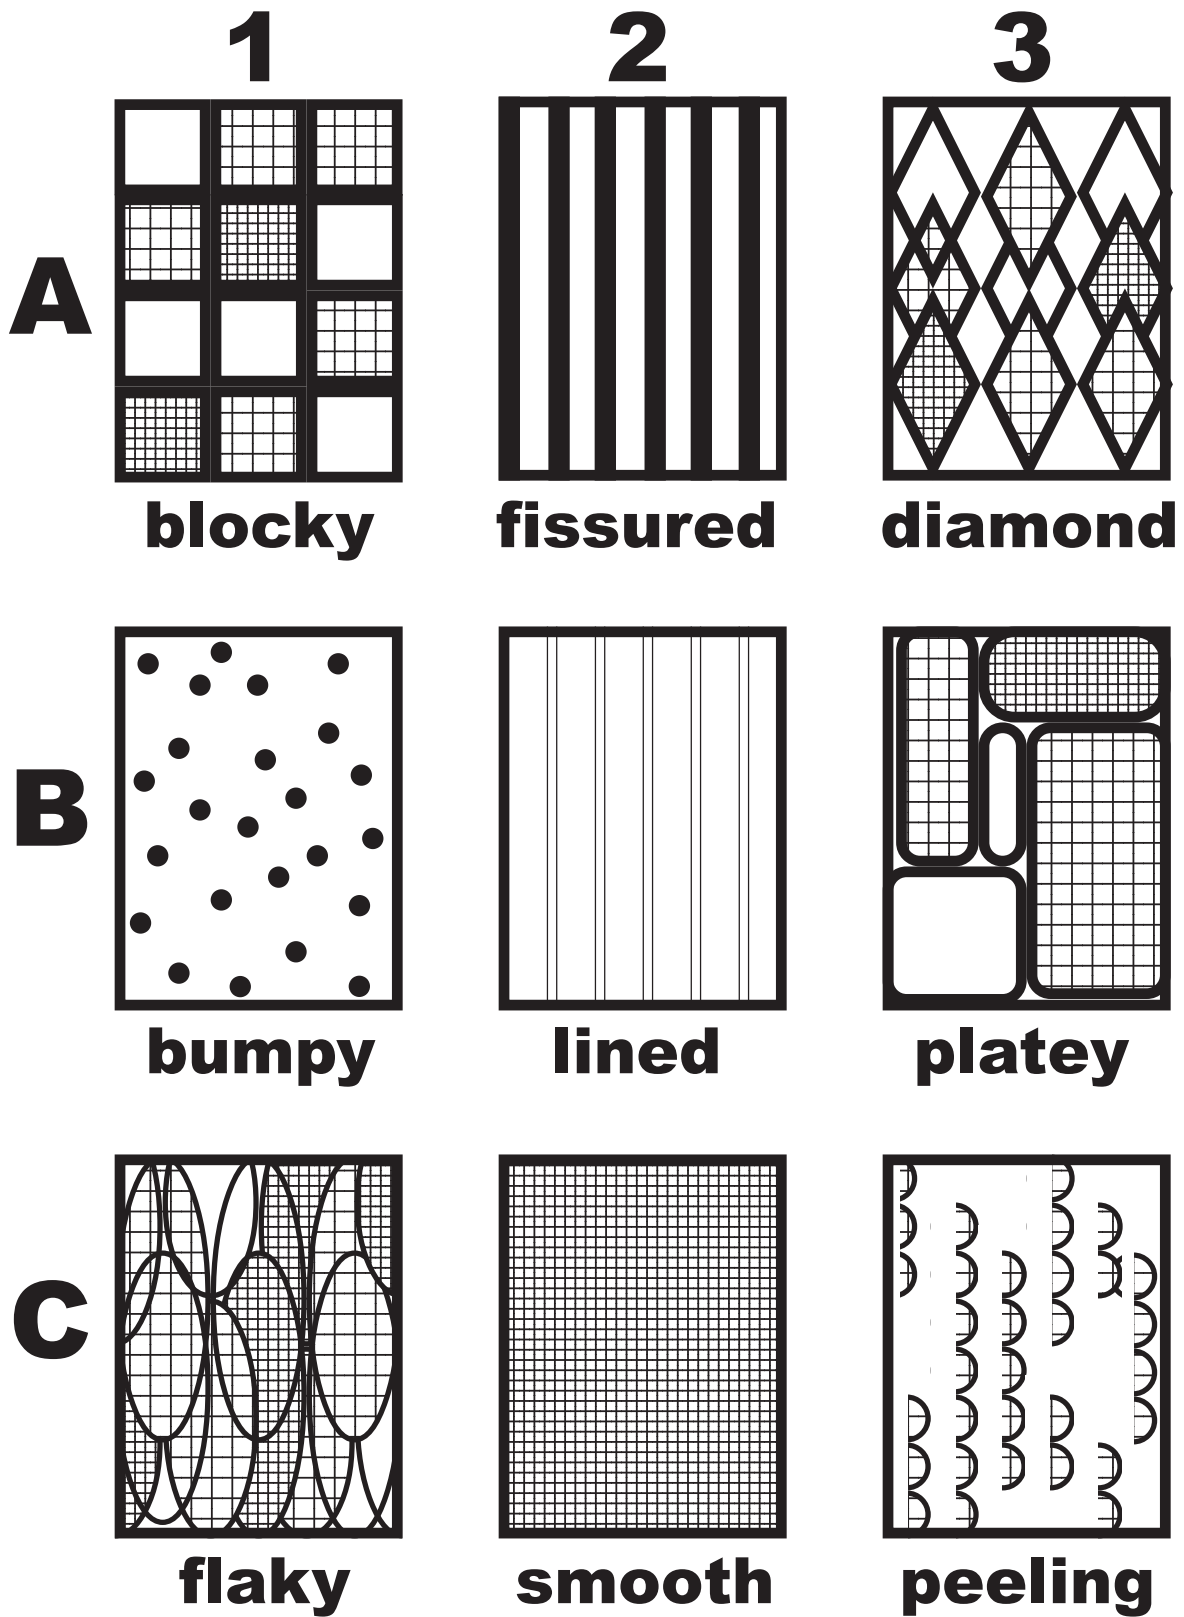 1 2 3
A
blocky fissured diamond
B
bumpy lined platey
C
flaky smooth peeling